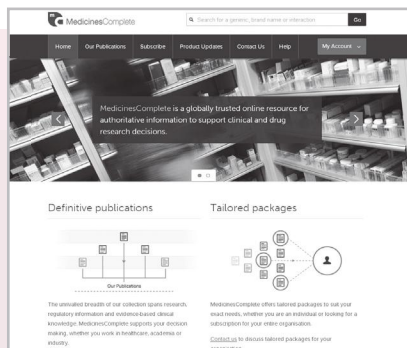 MedicinesComplete
Search for a generic, brand name or interaction
Go
Home
Our Publications
Subscribe
Product Updates
Contact Us
Help
My Account
MedicinesComplete is a globally trusted online resource for
authoritative information to support clinical and drug
research decisions.
Definitive publications
Our Publications
The unrivalled breadth of our collection spans research,
regulatory information and evidence-based clinical
knowledge. MedicinesComplete supports your decision
making, whether you work in healthcare, academia or
industry.
Tailored packages
MedicinesComplete offers tailored packages to suit your
exact needs, whether you are an individual or looking for a
subscription for your entire organisation.
Contact us to discuss tailored packages for your